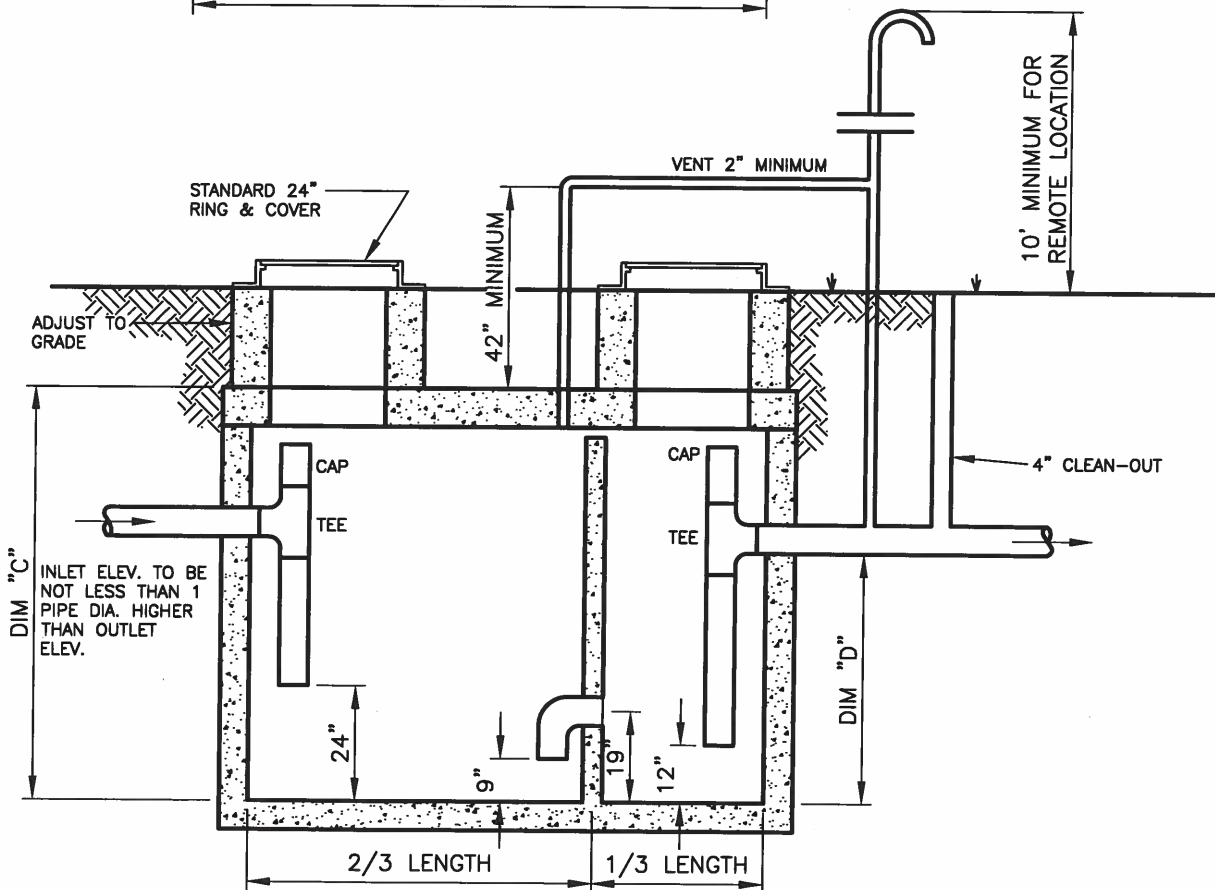 10' MINIMUM FOR
REMOTE LOCATION
VENT 2" MINIMUM
STANDARD 24"
RING & COVER
42" MINIMUM
ADJUST TO
GRADE
CAP
CAP
4" CLEAN-OUT
TEE
TEE
DIM "C"
INLET ELEV. TO BE
NOT LESS THAN 1
PIPE DIA. HIGHER
THAN OUTLET
ELEV.
DIM "D"
24"
9"
19"
12"
2/3 LENGTH
1/3 LENGTH